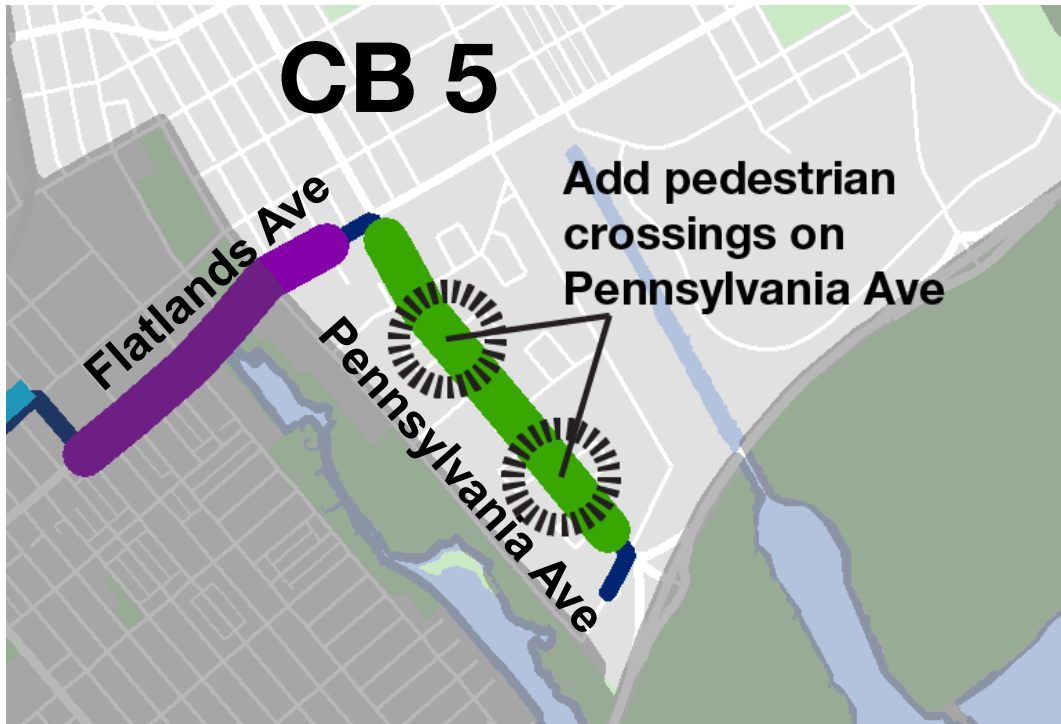 CB 5
Add pedestrian
crossings on
Pennsylvania Ave
Flatlands Ave
Pennsylvania Ave